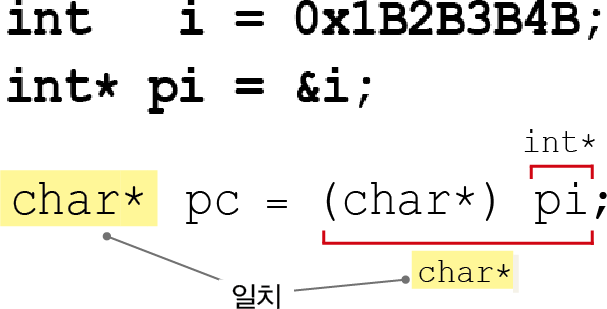 int   i = 0x1B2B3B4B;
int* pi = &i;
int*
char* pc = (char*) pi;
char*
일치